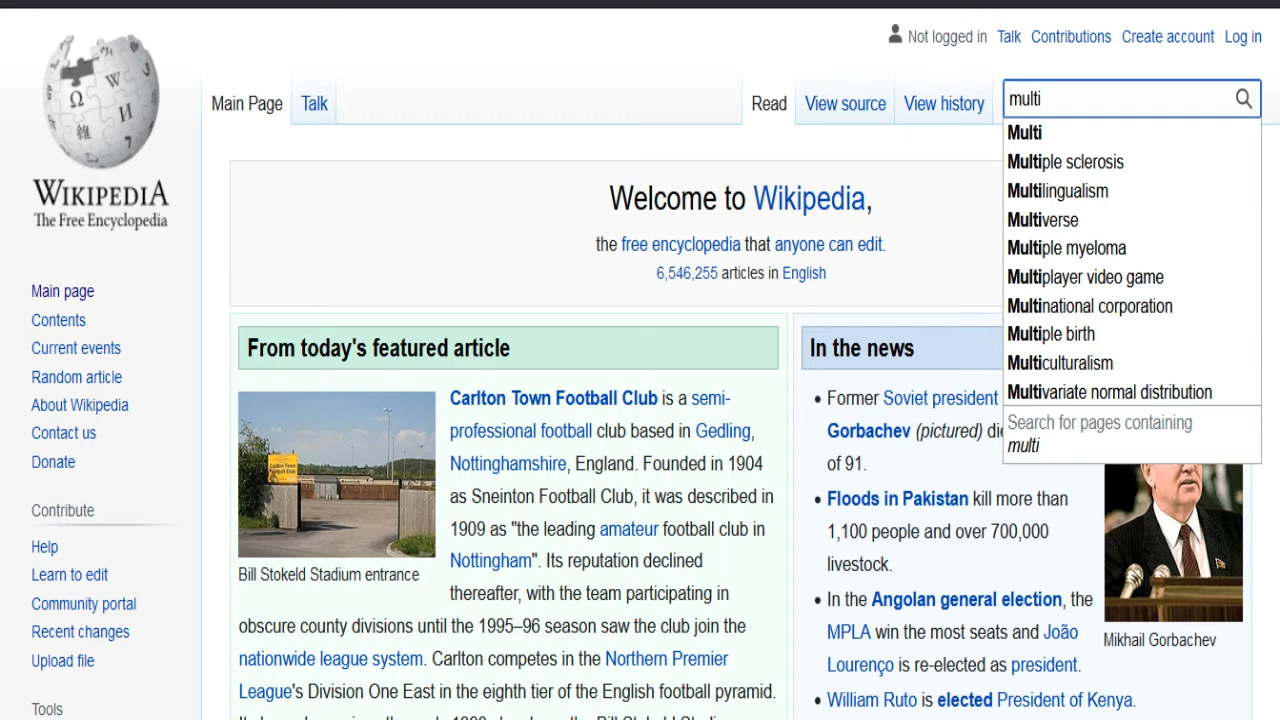 Not logged in Talk Contributions Create account Log in
Main Page Talk Read View source View history
multi
Multi
Multiple sclerosis
Multilingualism
Multiverse
Multiple myeloma
Multiplayer video game
Multinational corporation
Multiple birth
Multiculturalism
Multivariate normal distribution
Search for pages containing
multi
WIKIPEDIA
The Free Encyclopedia
Main page
Contents
Current events
Random article
About Wikipedia
Contact us
Donate
Contribute
Help
Learn to edit
Community portal
Recent changes
Upload file
Tools
Welcome to Wikipedia,
the free encyclopedia that anyone can edit.
6,546,255 articles in English
From today's featured article
Carlton Town Football Club is a semi-
professional football club based in Gedling,
Nottinghamshire, England. Founded in 1904
as Sneinton Football Club, it was described in
1909 as "the leading amateur football club in
Nottingham". Its reputation declined
thereafter, with the team participating in
obscure county divisions until the 1995–96 season saw the club join the
nationwide league system. Carlton competes in the Northern Premier
League's Division One East in the eighth tier of the English football pyramid.
Bill Stokeld Stadium entrance
In the news
Former Soviet president
Gorbachev (pictured) die
of 91.
Floods in Pakistan kill more than
1,100 people and over 700,000
livestock.
In the Angolan general election, the
MPLA win the most seats and João
Lourenço is re-elected as president.
William Ruto is elected President of Kenya.
Mikhail Gorbachev